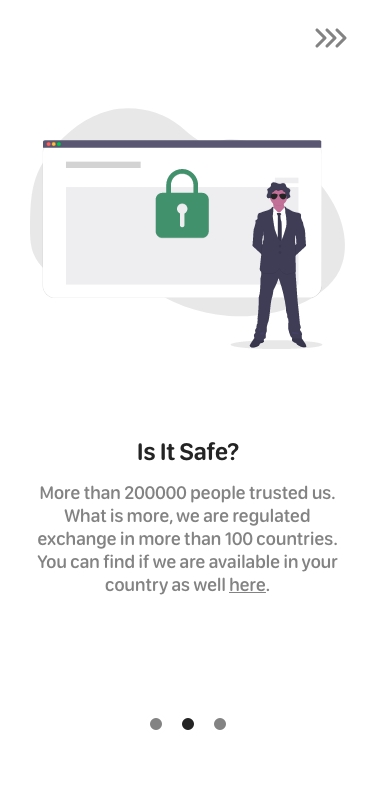 Is It Safe?
More than 200000 people trusted us.
What is more, we are regulated
exchange in more than 100 countries.
You can find if we are available in your
country as well here.